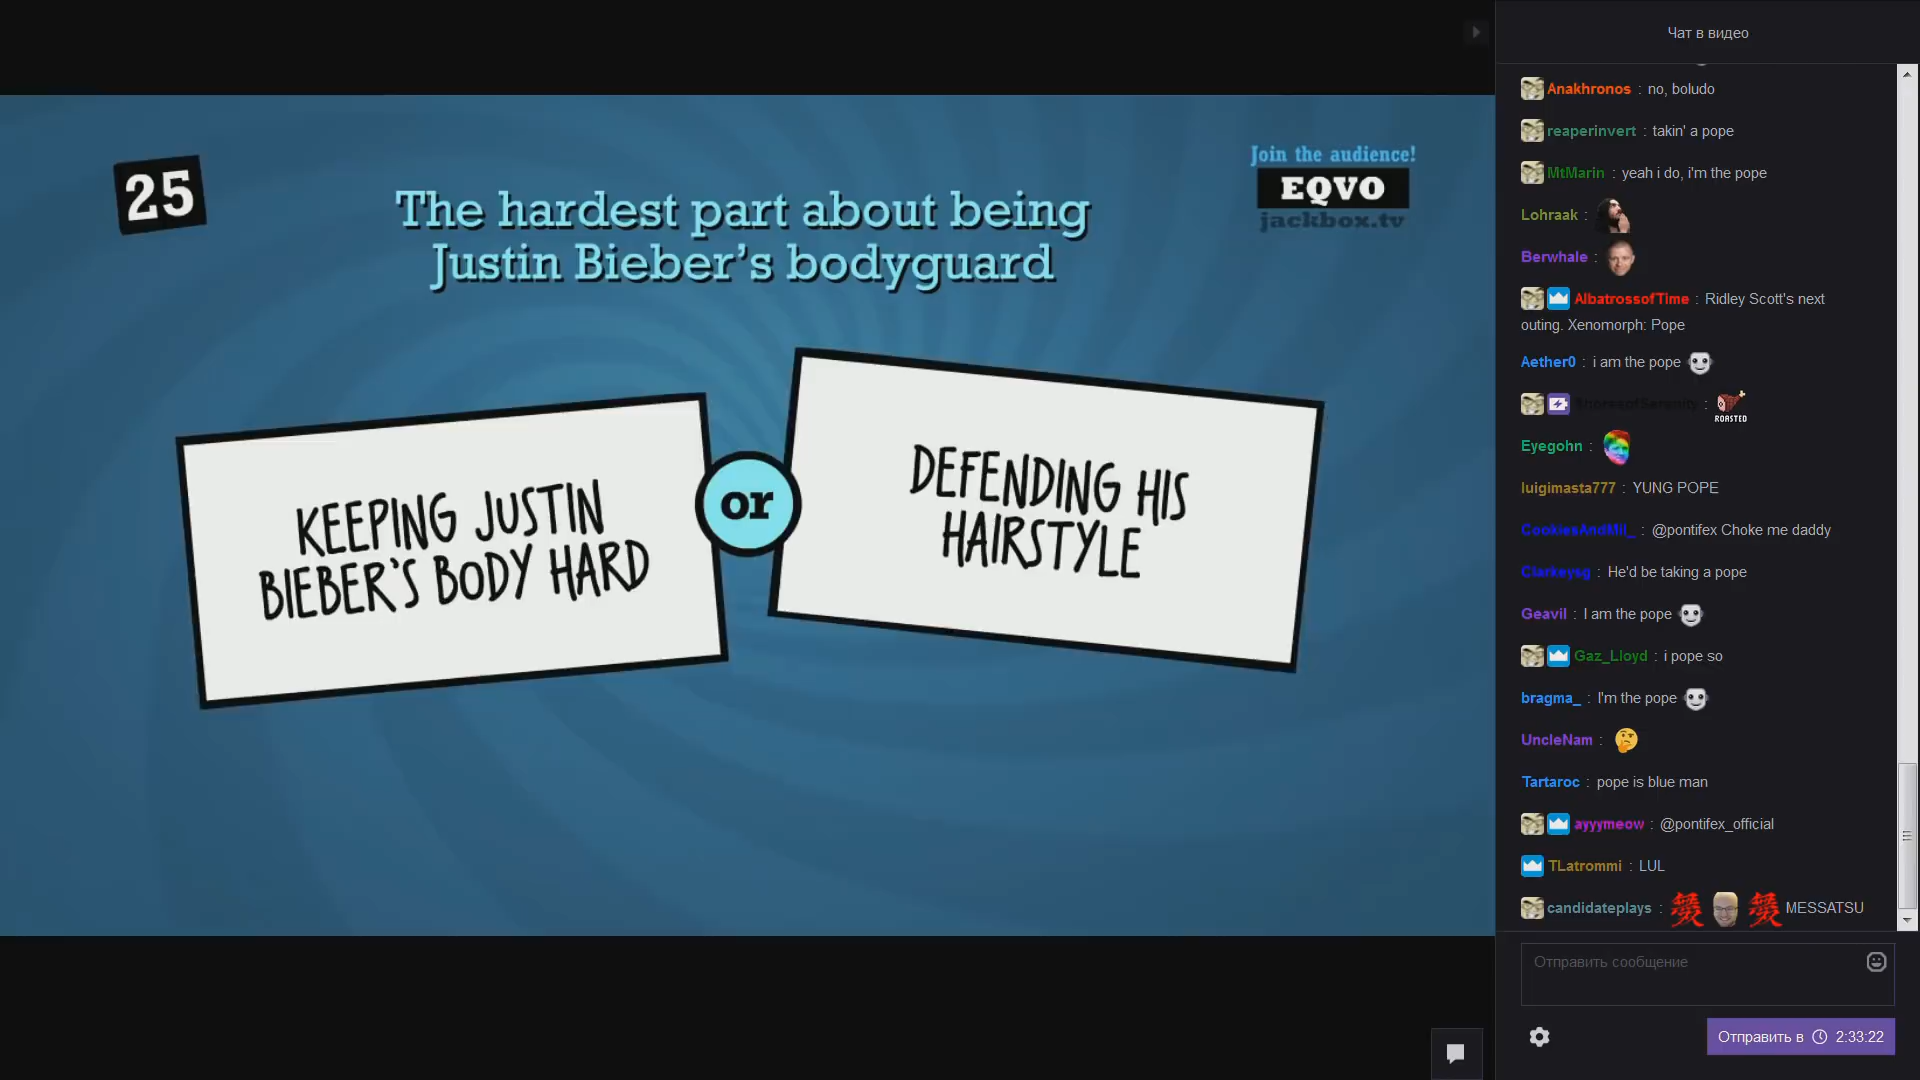 25
The hardest part about being
Justin Bieber's bodyguard
Join the audience!
EQVO
jackbox.tv
KEEPING JUSTIN
BIEBER'S BODY HARD
or
DEFENDING HIS
HAIRSTYLE
Чат в видео
Anakhronos : no, boludo
reaperinvert : takin' a pope
MtMarin : yeah i do, i'm the pope
Lohraak :
Berwhale :
AlbatrossofTime : Ridley Scott's next
outing. Xenomorph: Pope
Aether0 : i am the pope
ShoresofSerenity :
ROASTED
Eyegohn :
luigimasta777 : YUNG POPE
CookiesAndMil_ : @pontifex Choke me daddy
Clarkeysg : He'd be taking a pope
Geavil : I am the pope
Gaz_Lloyd : i pope so
bragma_ : I'm the pope
UncleNam :
Tartaroc : pope is blue man
ayyymeow : @pontifex_official
TLatrommi : LUL
candidateplays : MESSATSU
Отправить сообщение
Отправить в 2:33:22